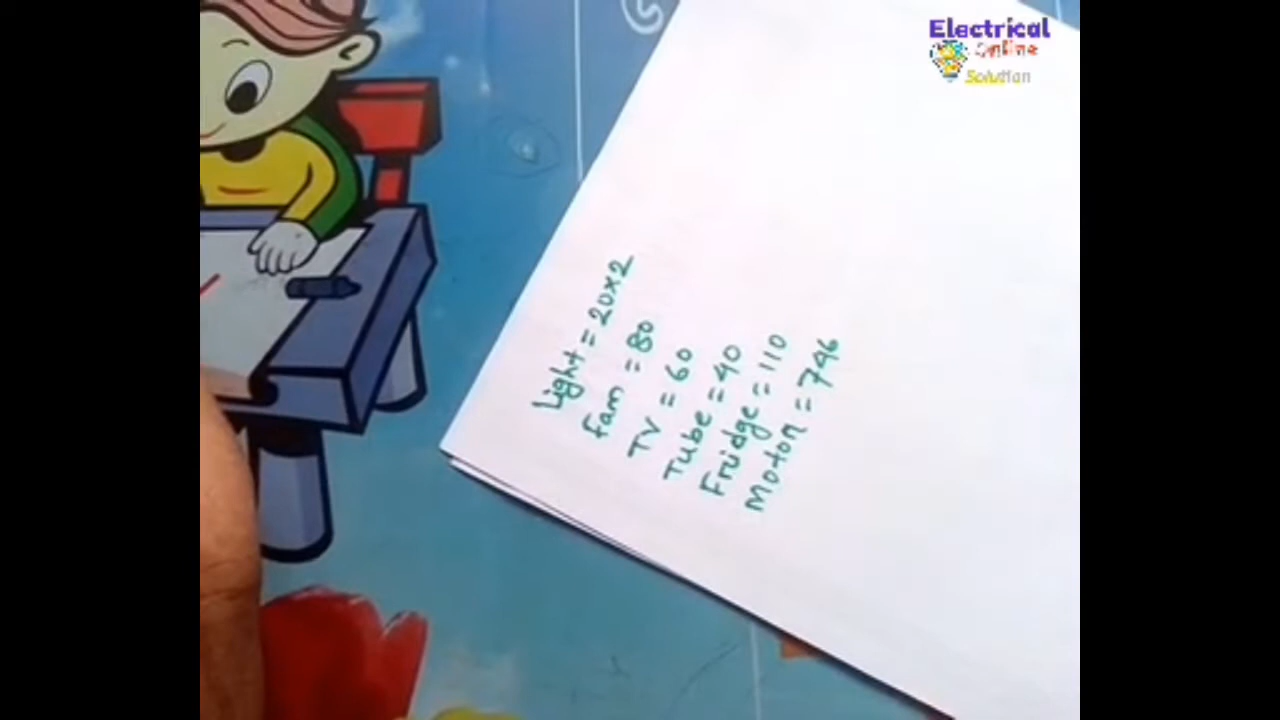 Electrical
Online
Solution
Light = 20x2
Fam = 80
TV = 60
Tube = 40
Fridge = 110
Moton = 746